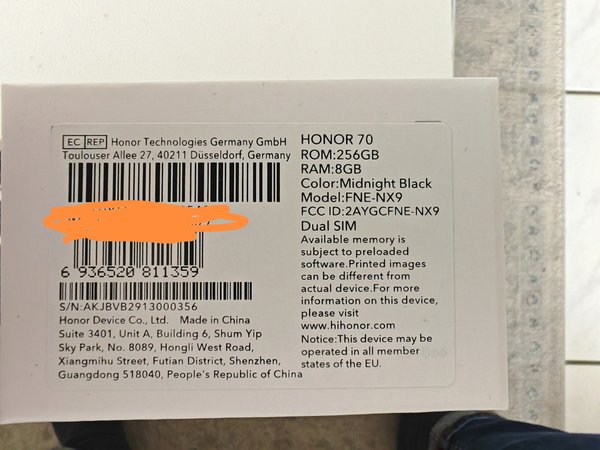 EC REP Honor Technologies Germany GmbH
Toulouser Allee 27, 40211 Düsseldorf, Germany
6 936520 811359
S/N:AKJBVB2913000356
Honor Device Co., Ltd. Made in China
Suite 3401, Unit A, Building 6, Shum Yip
Sky Park, No. 8089, Hongli West Road,
Xiangmihu Street, Futian District, Shenzhen,
Guangdong 518040, People's Republic of China
HONOR 70
ROM:256GB
RAM:8GB
Color:Midnight Black
Model:FNE-NX9
FCC ID:2AYGCFNE-NX9
Dual SIM
Available memory is
subject to preloaded
software.Printed images
can be different from
actual device.For more
information on this device,
please visit
www.hihonor.com
Notice:This device may be
operated in all member
states of the EU.